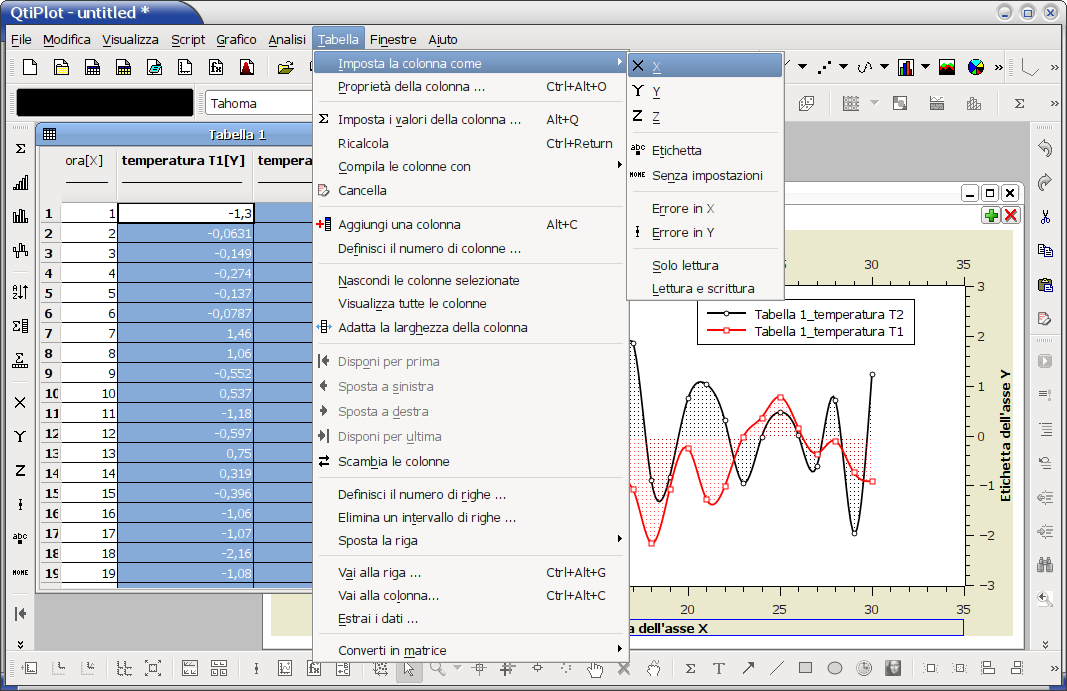 QtiPlot - untitled *
File Modifica Visualizza Script Grafico Analisi Tabella Finestre Aiuto
Tahoma
Tabella 1
ora[X] temperatura T1[Y] tempera
1 1 -1,3
2 2 -0,0631
3 3 -0,149
4 4 -0,274
5 5 -0,137
6 6 -0,0787
7 7 1,46
8 8 1,06
9 9 -0,552
10 10 0,537
11 11 -1,18
12 12 -0,597
13 13 0,75
14 14 0,319
15 15 -0,396
16 16 -1,06
17 17 -1,07
18 18 -2,16
19 19 -1,08
Imposta la colonna come
Proprietà della colonna ... Ctrl+Alt+O
Imposta i valori della colonna ... Alt+Q
Ricalcola Ctrl+Return
Compila le colonne con
Cancella
Aggiungi una colonna Alt+C
Definisci il numero di colonne ...
Nascondi le colonne selezionate
Visualizza tutte le colonne
Adatta la larghezza della colonna
Disponi per prima
Sposta a sinistra
Sposta a destra
Disponi per ultima
Scambia le colonne
Definisci il numero di righe ...
Elimina un intervallo di righe ...
Sposta la riga
Vai alla riga ... Ctrl+Alt+G
Vai alla colonna... Ctrl+Alt+C
Estrai i dati ...
Converti in matrice
X
Y
Z
Etichetta
Senza impostazioni
Errore in X
Errore in Y
Solo lettura
Lettura e scrittura
30 35
Tabella 1_temperatura T2
Tabella 1_temperatura T1
3
2
1
0
−1
−2
−3
Etichetta dell'asse Y
20 25 30 35
a dell'asse X